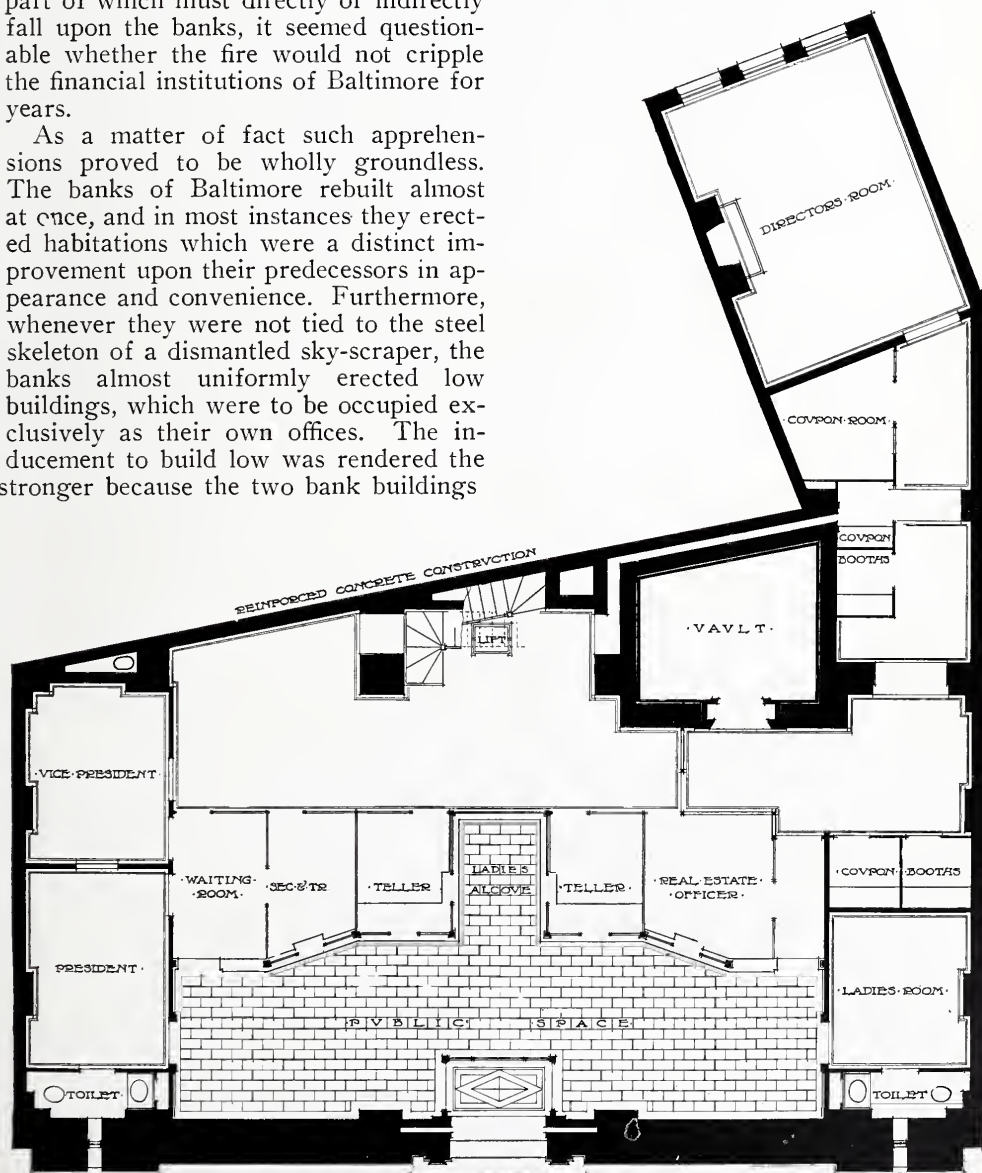 part of which must directly or indirectly
fall upon the banks, it seemed question-
able whether the fire would not cripple
the financial institutions of Baltimore for
years.
As a matter of fact such apprehen-
sions proved to be wholly groundless.
The banks of Baltimore rebuilt almost
at once, and in most instances they erect-
ed habitations which were a distinct im-
provement upon their predecessors in ap-
pearance and convenience. Furthermore,
whenever they were not tied to the steel
skeleton of a dismantled sky-scraper, the
banks almost uniformly erected low
buildings, which were to be occupied ex-
clusively as their own offices. The in-
ducement to build low was rendered the
stronger because the two bank buildings
DIRECTORS·ROOM·
·COVPON·ROOM·
COVPON
BOOTHS
REINFORCED CONCRETE CONSTRVCTION
LIFT
·VAVLT·
·VICE·PRESIDENT·
·WAITING·
·ROOM·
·SEC&TR
·TELLER·
LADIES
ALCOVE
·TELLER·
·REAL·ESTATE·
·OFFICER·
·COVPON·
·BOOTHS
PRESIDENT·
·LADIES·ROOM·
·PVBLIC· ·SPACE·
·TOILET·
TOILET